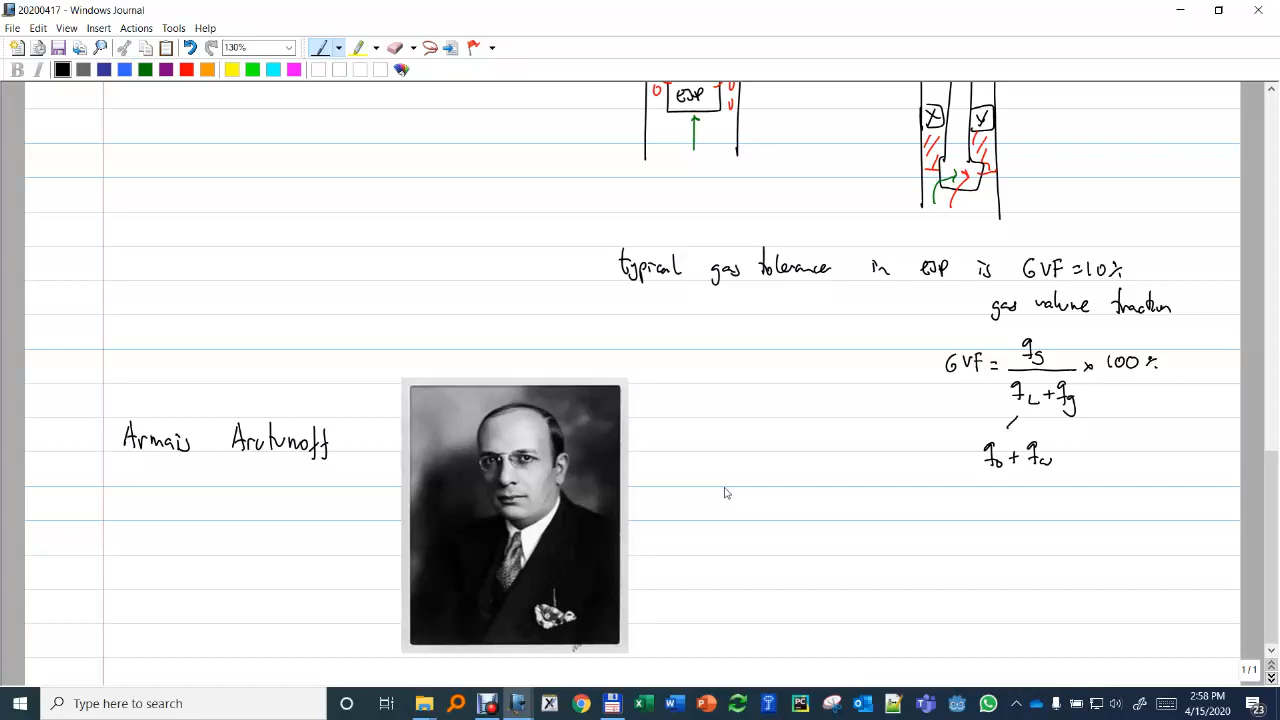 20200417 - Windows Journal
File Edit View Insert Actions Tools Help
130%
B I
ESP
typical gas tolerance in ESP is GVF = 10%
gas volume fraction
GVF = qg / qL + qg × 100 %
qo + qw
Armais Arutunoff
1/1
Type here to search
2:58 PM
4/15/2020
23